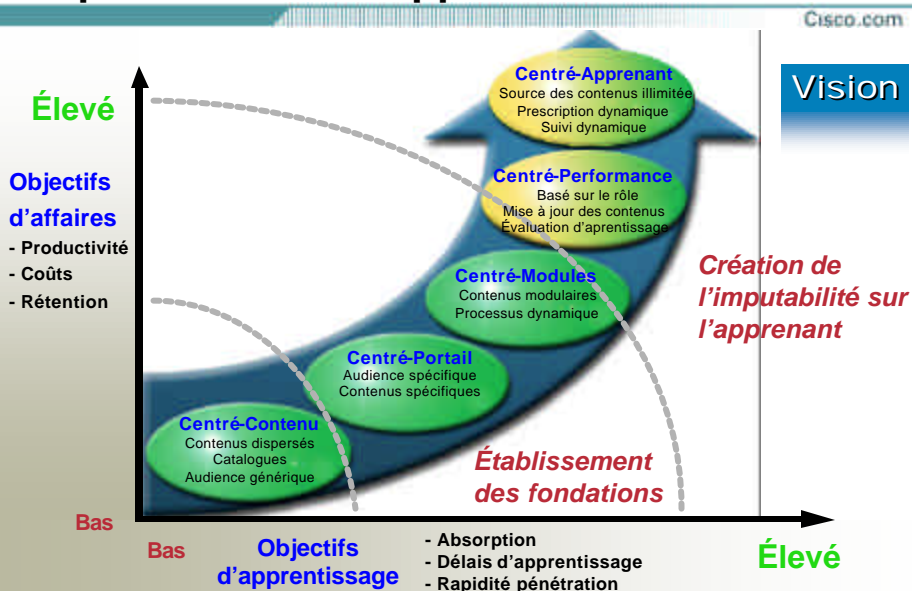 Cisco.com
Vision
Élevé
Objectifs
d'affaires
- Productivité
- Coûts
- Rétention
Centré-Apprenant
Source des contenus illimitée
Prescription dynamique
Suivi dynamique
Centré-Performance
Basé sur le rôle
Mise à jour des contenus
Évaluation d'aprentissage
Centré-Modules
Contenus modulaires
Processus dynamique
Centré-Portail
Audience spécifique
Contenus spécifiques
Centré-Contenu
Contenus dispersés
Catalogues
Audience générique
Création de
l'imputabilité sur
l'apprenant
Établissement
des fondations
Bas
Bas
Objectifs
d'apprentissage
- Absorption
- Délais d'apprentissage
- Rapidité pénétration
Élevé